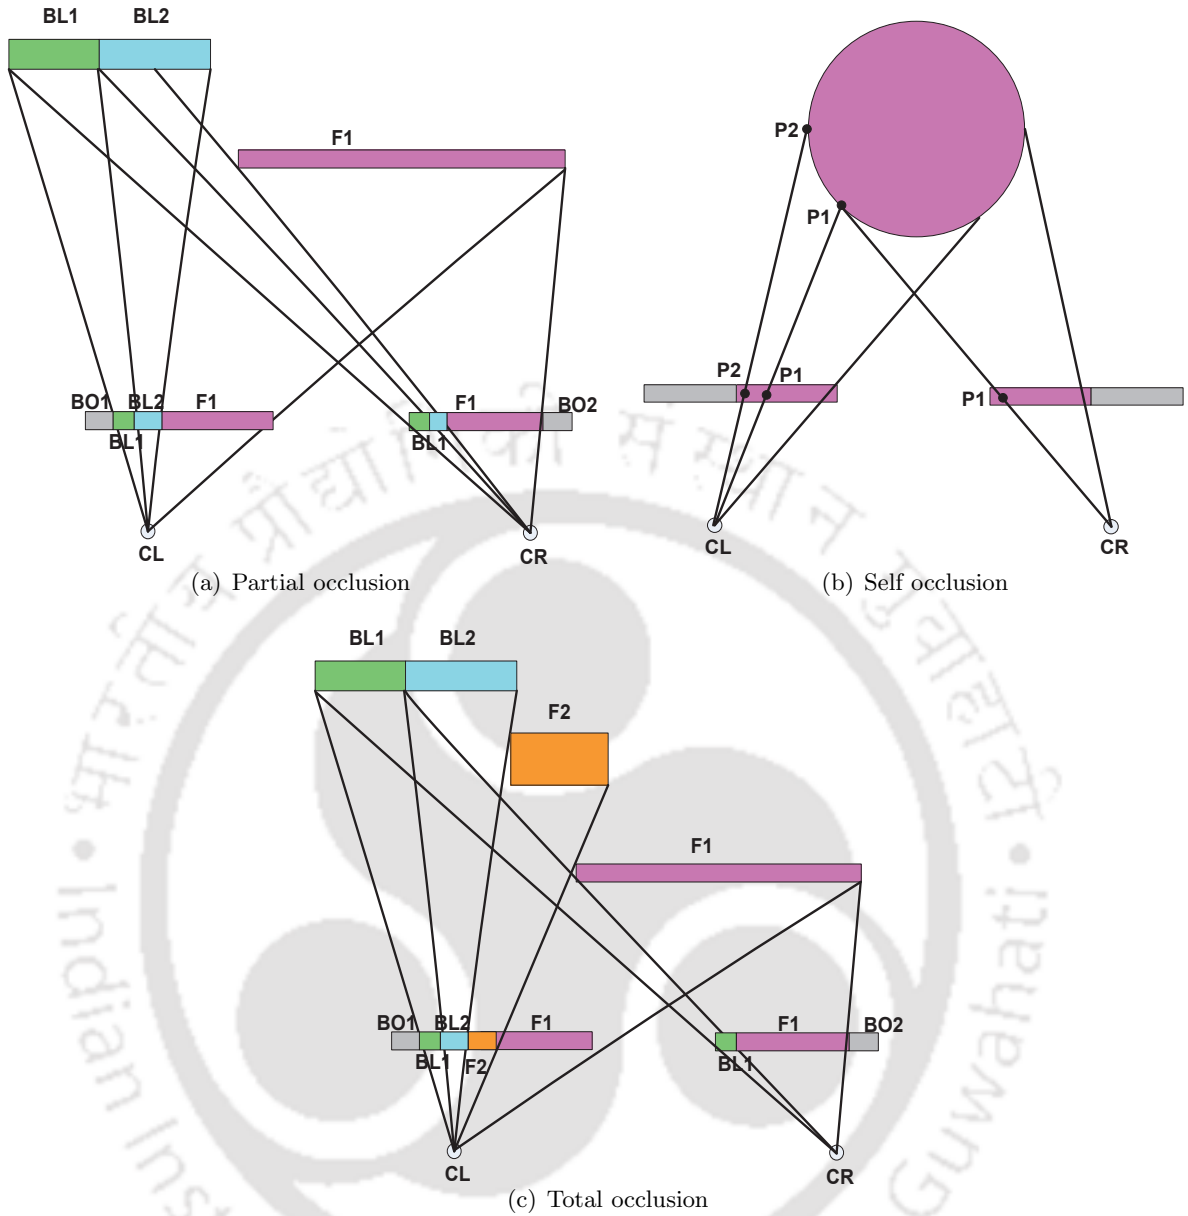 BL1 BL2
F1
BO1 BL2 F1
BL1
F1 BO2
BL1
CL
CR
(a) Partial occlusion
P2
P1
P2 P1
P1
CL
CR
(b) Self occlusion
BL1 BL2
F2
F1
BO1 BL2 F1
BL1 F2
F1 BO2
BL1
CL
CR
(c) Total occlusion
भारतीय प्रौद्योगिकी संस्थान गुवाहाटी
Indian Inst
Guwahati